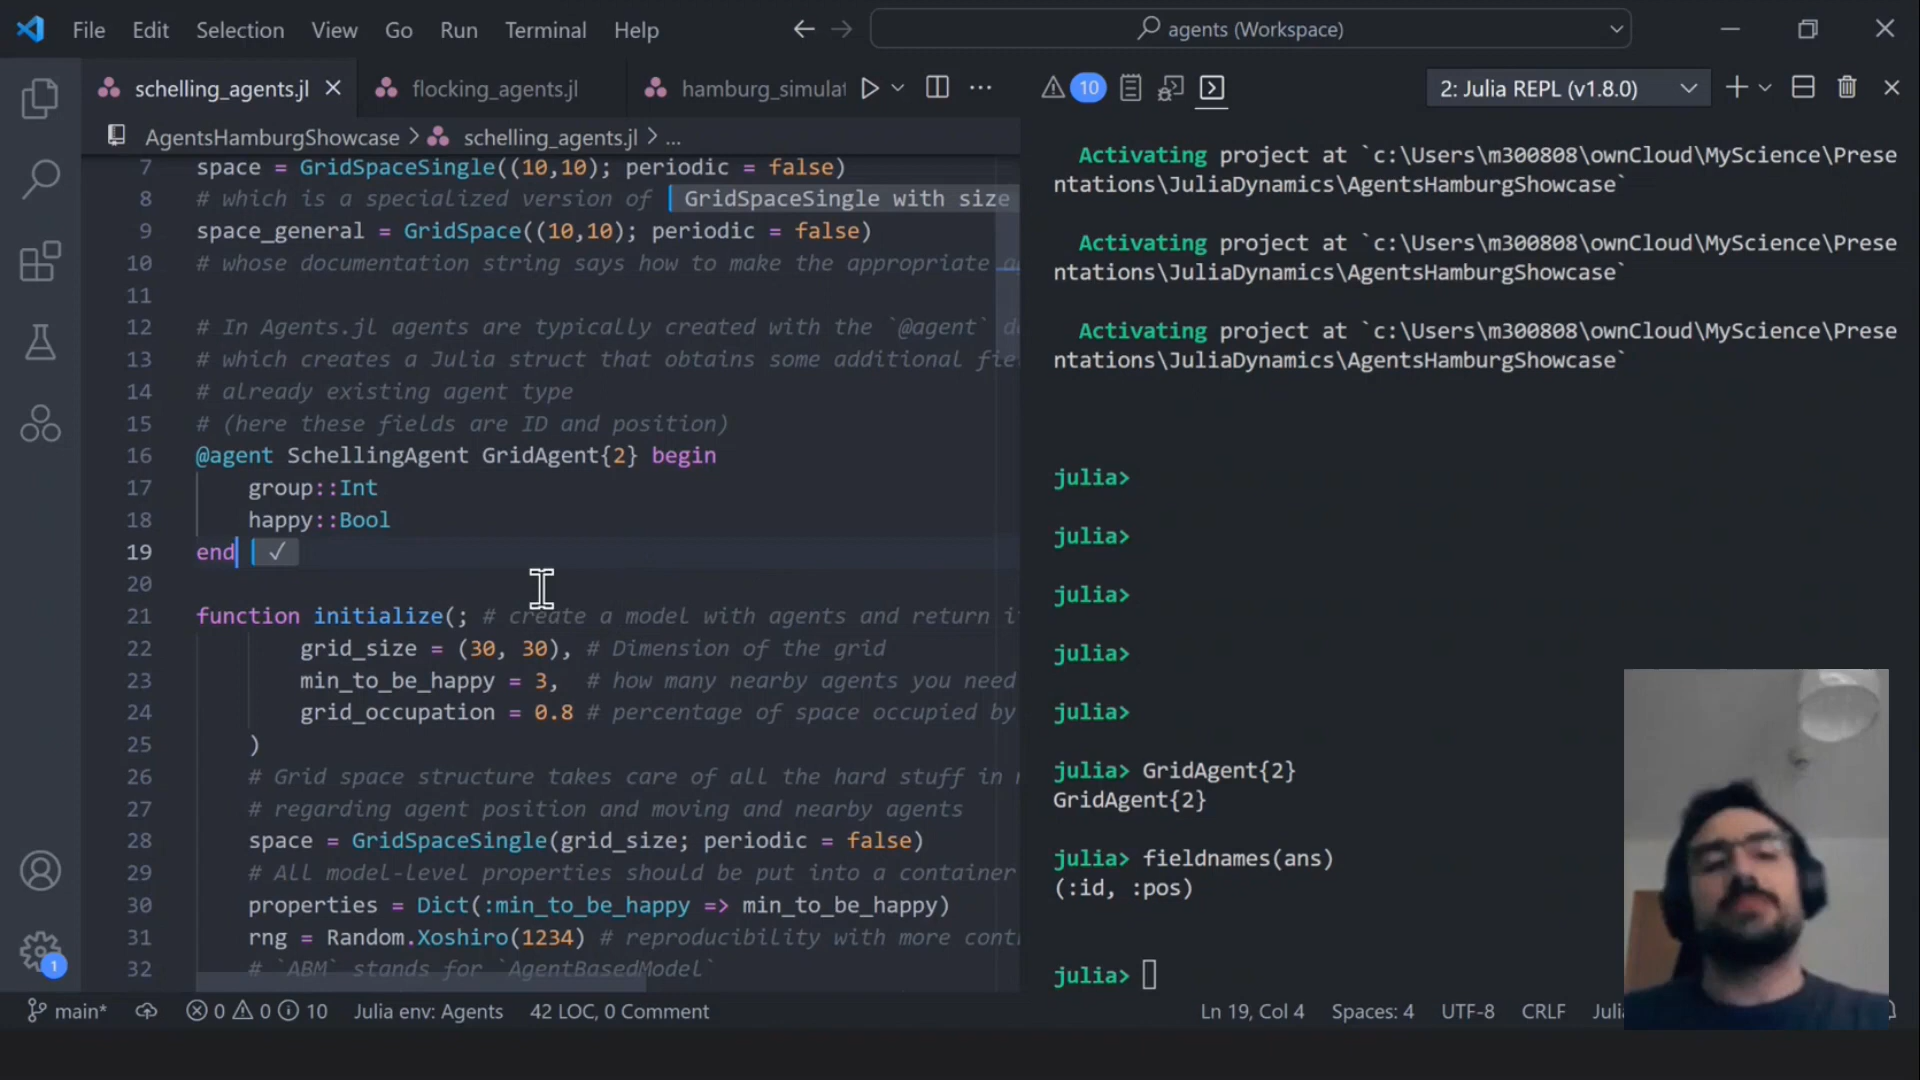 File Edit Selection View Go Run Terminal Help
agents (Workspace)
schelling_agents.jl
flocking_agents.jl
hamburg_simulat
10
2: Julia REPL (v1.8.0)
AgentsHamburgShowcase > schelling_agents.jl > ...
7 space = GridSpaceSingle((10,10); periodic = false)
8 # which is a specialized version of GridSpaceSingle with size
9 space_general = GridSpace((10,10); periodic = false)
10 # whose documentation string says how to make the appropriate
11
12 # In Agents.jl agents are typically created with the `@agent`
13 # which creates a Julia struct that obtains some additional fie
14 # already existing agent type
15 # (here these fields are ID and position)
16 @agent SchellingAgent GridAgent{2} begin
17 group::Int
18 happy::Bool
19 end ✓
20
21 function initialize(; # create a model with agents and return i
22 grid_size = (30, 30), # Dimension of the grid
23 min_to_be_happy = 3, # how many nearby agents you need
24 grid_occupation = 0.8 # percentage of space occupied by
25 )
26 # Grid space structure takes care of all the hard stuff in
27 # regarding agent position and moving and nearby agents
28 space = GridSpaceSingle(grid_size; periodic = false)
29 # All model-level properties should be put into a container
30 properties = Dict(:min_to_be_happy => min_to_be_happy)
31 rng = Random.Xoshiro(1234) # reproducibility with more cont
32 # `ABM` stands for `AgentBasedModel`
Activating project at `c:\Users\m300808\ownCloud\MyScience\Prese
ntations\JuliaDynamics\AgentsHamburgShowcase`
Activating project at `c:\Users\m300808\ownCloud\MyScience\Prese
ntations\JuliaDynamics\AgentsHamburgShowcase`
Activating project at `c:\Users\m300808\ownCloud\MyScience\Prese
ntations\JuliaDynamics\AgentsHamburgShowcase`
julia>
julia>
julia>
julia>
julia>
julia> GridAgent{2}
GridAgent{2}
julia> fieldnames(ans)
(:id, :pos)
julia>
1
main* 0 0 10 Julia env: Agents 42 LOC, 0 Comment Ln 19, Col 4 Spaces: 4 UTF-8 CRLF Juli